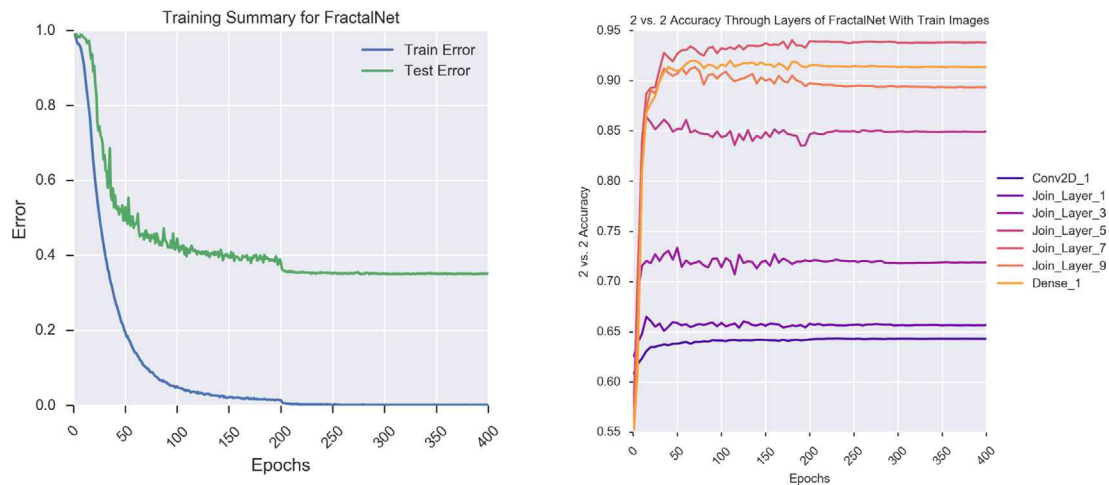 Training Summary for FractalNet
1.0
0.8
0.6
0.4
0.2
0.0
Error
Train Error
Test Error
0
50
100
150
200
250
300
350
400
Epochs
2 vs. 2 Accuracy Through Layers of FractalNet With Train Images
0.95
0.90
0.85
0.80
0.75
0.70
0.65
0.60
0.55
2 vs. 2 Accuracy
0
50
100
150
200
250
300
350
400
Epochs
Conv2D_1
Join_Layer_1
Join_Layer_3
Join_Layer_5
Join_Layer_7
Join_Layer_9
Dense_1